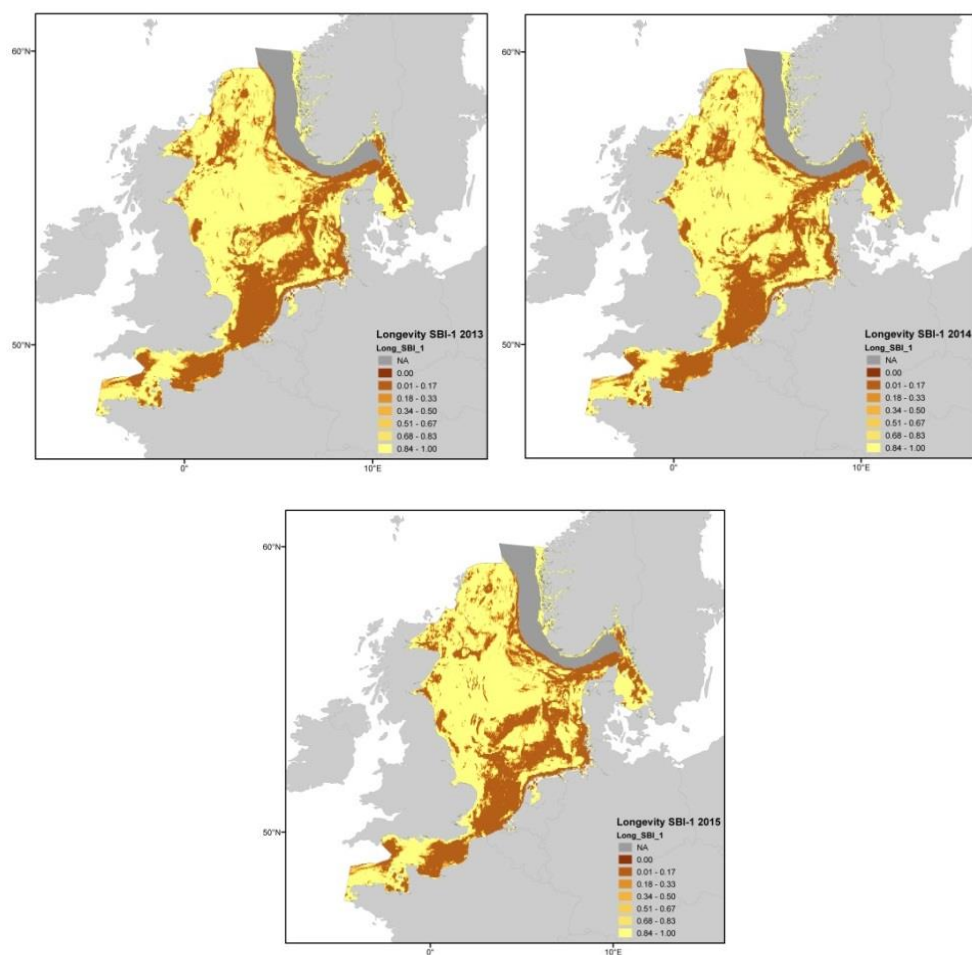 60°N
50°N
0°
10°E
Longevity SBI-1 2013
Long_SBI_1
NA
0.00
0.01 - 0.17
0.18 - 0.33
0.34 - 0.50
0.51 - 0.67
0.68 - 0.83
0.84 - 1.00
60°N
50°N
0°
10°E
Longevity SBI-1 2014
Long_SBI_1
NA
0.00
0.01 - 0.17
0.18 - 0.33
0.34 - 0.50
0.51 - 0.67
0.68 - 0.83
0.84 - 1.00
60°N
50°N
0°
10°E
Longevity SBI-1 2015
Long_SBI_1
NA
0.00
0.01 - 0.17
0.18 - 0.33
0.34 - 0.50
0.51 - 0.67
0.68 - 0.83
0.84 - 1.00